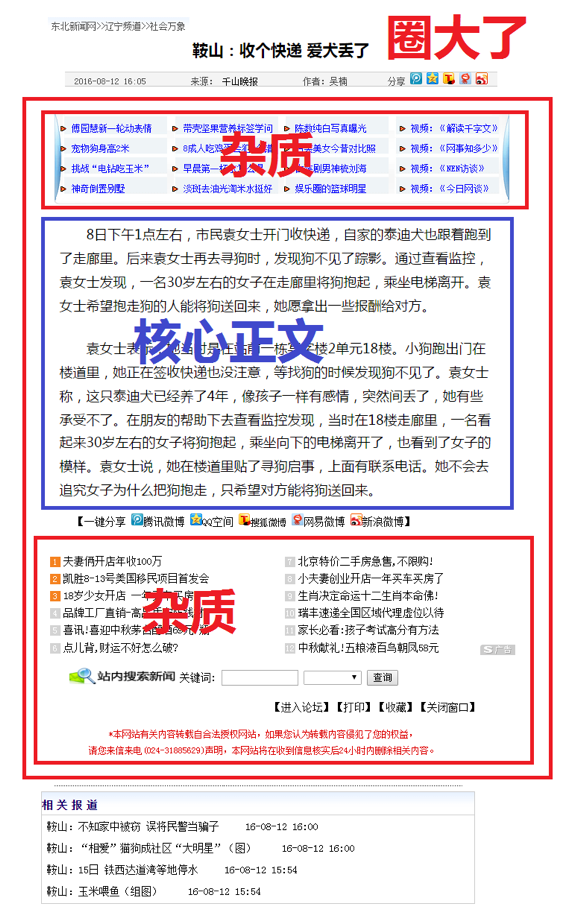 东北新闻网>>辽宁频道>>社会万象
圈大了
鞍山：收个快递 爱犬丢了
2016-08-12 16:05 来源： 千山晚报 作者：吴楠 分享
傅园慧新一轮动表情 带壳坚果营养标签学问 陈数纯白写真曝光 视频：《解读千字文》
宠物狗身高2米 8成人吃鸡 美女今昔对比照 视频：《网事知多少》
挑战“电钻吃玉米” 早晨第一杯 男神梳刘海 视频：《NEN访谈》
神奇倒置别墅 淡斑去油光淘米水挺好 娱乐圈的篮球明星 视频：《今日网谈》
杂质
8日下午1点左右，市民袁女士开门收快递，自家的泰迪犬也跟着跑到
了走廊里。后来袁女士再去寻狗时，发现狗不见了踪影。通过查看监控，
袁女士发现，一名30岁左右的女子在走廊里将狗抱起，乘坐电梯离开。袁
女士希望抱走狗的人能将狗送回来，她愿拿出一些报酬给对方。
核心正文
袁女士表示，她当时是在站前一栋写字楼2单元18楼。小狗跑出门在
楼道里，她正在签收快递也没注意，等找狗的时候发现狗不见了。袁女士
称，这只泰迪犬已经养了4年，像孩子一样有感情，突然间丢了，她有些
承受不了。在朋友的帮助下去查看监控发现，当时在18楼走廊里，一名看
起来30岁左右的女子将狗抱起，乘坐向下的电梯离开了，也看到了女子的
模样。袁女士说，她在楼道里贴了寻狗启事，上面有联系电话。她不会去
追究女子为什么把狗抱走，只希望对方能将狗送回来。
【一键分享 腾讯微博 QQ空间 搜狐微博 网易微博 新浪微博】
1 夫妻俩开店年收100万 7 北京特价二手房急售,不限购!
2 凯胜8-13号美国移民项目首发会 8 小夫妻创业开店一年买车买房了
3 18岁少女开店 一年买车买房 9 生肖决定命运十二生肖本命佛!
4 品牌工厂直销-高品 10 瑞丰速递全国区域代理虚位以待
5 喜讯!喜迎中秋茅台 11 家长必看:孩子考试高分有方法
6 点儿背,财运不好怎么破? 12 中秋献礼!五粮液百鸟朝凤58元
杂质
S 广告
站内搜索新闻 关键词: 查询
【进入论坛】【打印】【收藏】【关闭窗口】
*本网站有关内容转载自合法授权网站，如果您认为转载内容侵犯了您的权益，
请您来信来电(024-31885629)声明，本网站将在收到信息核实后24小时内删除相关内容。
相关报道
鞍山：不知家中被窃 误将民警当骗子 16-08-12 16:00
鞍山：“相爱”猫狗成社区“大明星”（图） 16-08-12 16:00
鞍山：15日 铁西达道湾等地停水 16-08-12 15:54
鞍山：玉米喂鱼（组图） 16-08-12 15:54